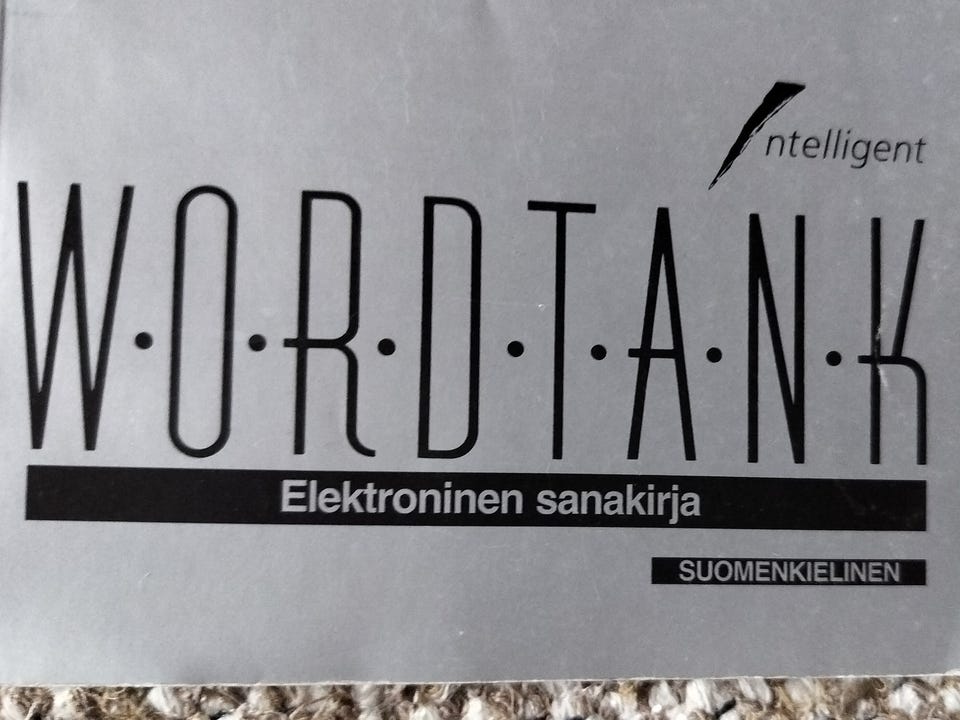 Intelligent
W·O·R·D·T·A·N·K
Elektroninen sanakirja
SUOMENKIELINEN